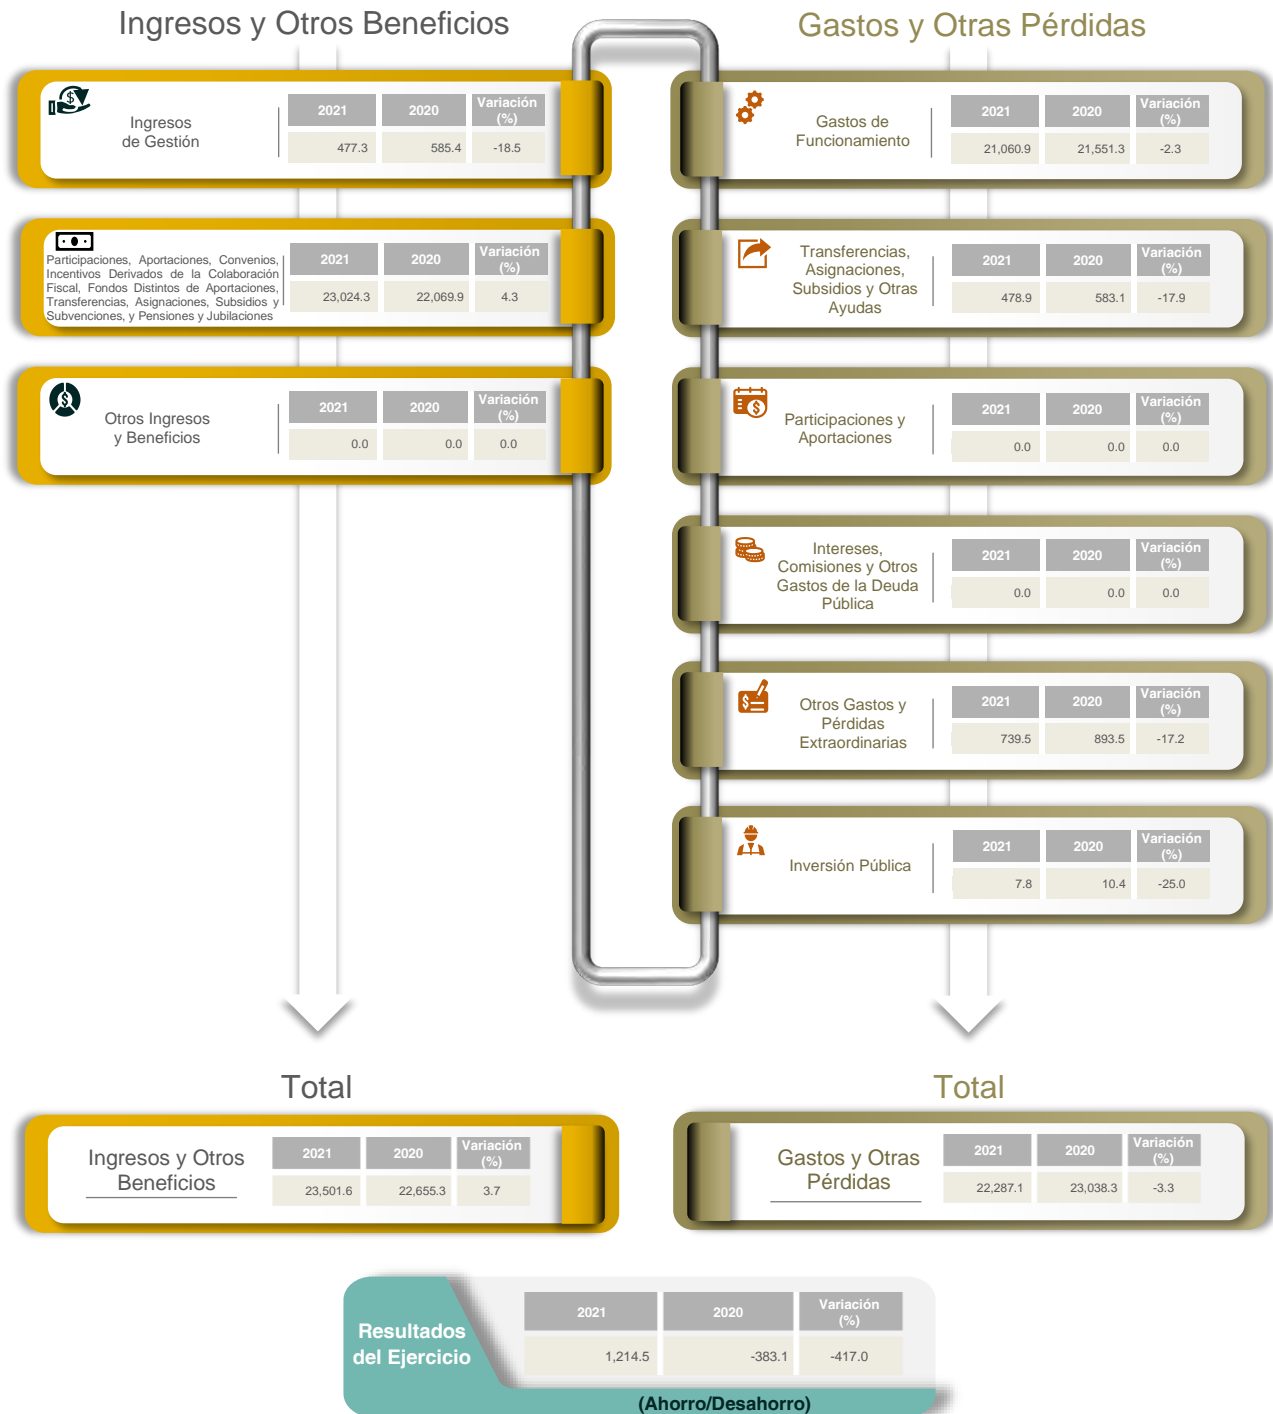 Ingresos y Otros Beneficios
Ingresos
de Gestión
2021 2020 Variación
(%)
477.3 585.4 -18.5
Participaciones, Aportaciones, Convenios,
Incentivos Derivados de la Colaboración
Fiscal, Fondos Distintos de Aportaciones,
Transferencias, Asignaciones, Subsidios y
Subvenciones, y Pensiones y Jubilaciones
2021 2020 Variación
(%)
23,024.3 22,069.9 4.3
Otros Ingresos
y Beneficios
2021 2020 Variación
(%)
0.0 0.0 0.0
Gastos y Otras Pérdidas
Gastos de
Funcionamiento
2021 2020 Variación
(%)
21,060.9 21,551.3 -2.3
Transferencias,
Asignaciones,
Subsidios y Otras
Ayudas
2021 2020 Variación
(%)
478.9 583.1 -17.9
Participaciones y
Aportaciones
2021 2020 Variación
(%)
0.0 0.0 0.0
Intereses,
Comisiones y Otros
Gastos de la Deuda
Pública
2021 2020 Variación
(%)
0.0 0.0 0.0
Otros Gastos y
Pérdidas
Extraordinarias
2021 2020 Variación
(%)
739.5 893.5 -17.2
Inversión Pública
2021 2020 Variación
(%)
7.8 10.4 -25.0
Total
Ingresos y Otros
Beneficios
2021 2020 Variación
(%)
23,501.6 22,655.3 3.7
Total
Gastos y Otras
Pérdidas
2021 2020 Variación
(%)
22,287.1 23,038.3 -3.3
Resultados
del Ejercicio
2021 2020 Variación
(%)
1,214.5 -383.1 -417.0
(Ahorro/Desahorro)